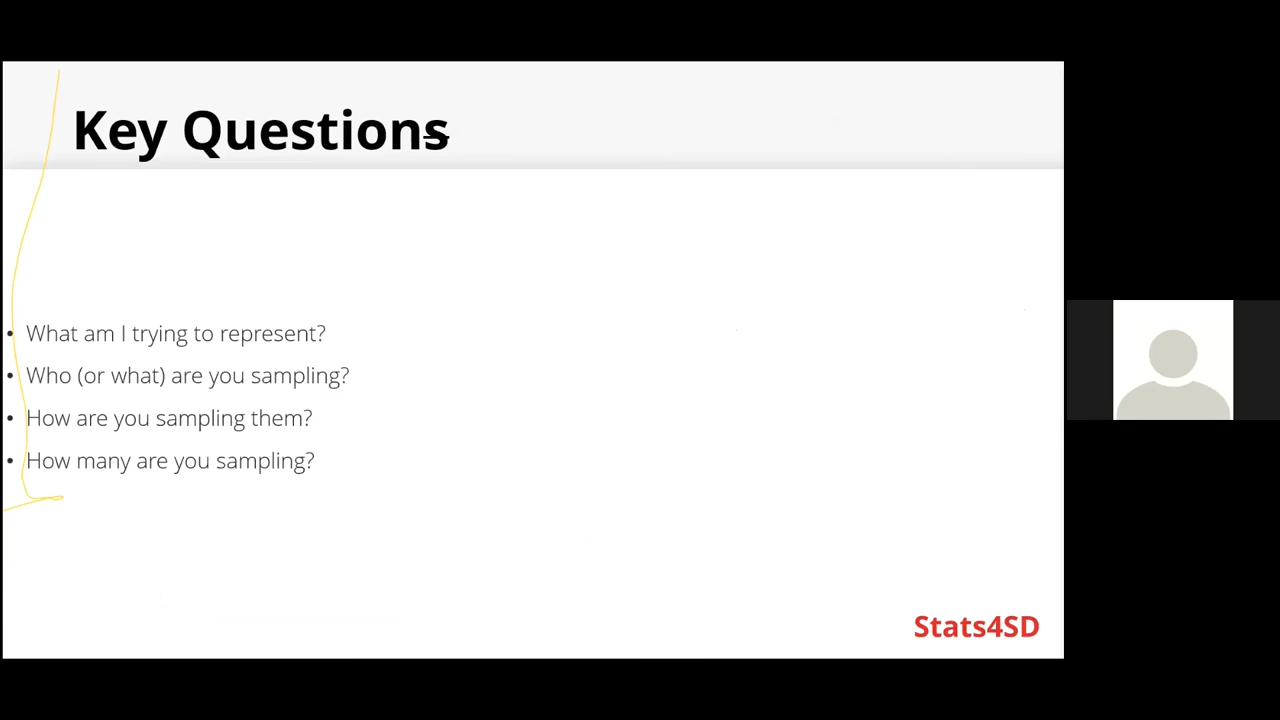 Key Questions
• What am I trying to represent?
• Who (or what) are you sampling?
• How are you sampling them?
• How many are you sampling?
Stats4SD